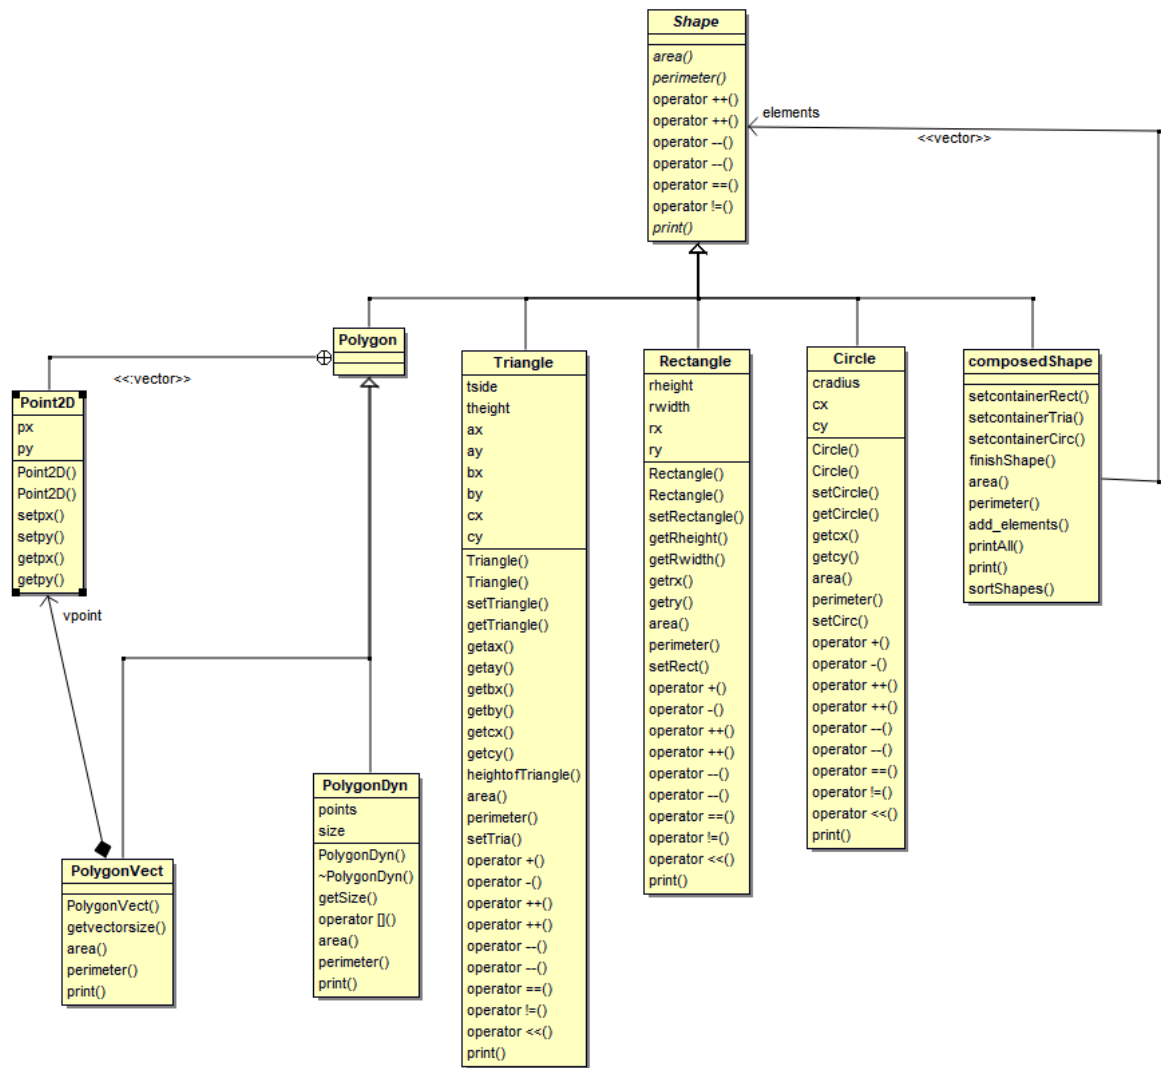 Shape
area()
perimeter()
operator ++()
operator ++()
operator --()
operator --()
operator ==()
operator !=()
print()
elements
<<vector>>
Polygon
<<:vector>>
Point2D
px
py
Point2D()
Point2D()
setpx()
setpy()
getpx()
getpy()
vpoint
PolygonVect
PolygonVect()
getvectorsize()
area()
perimeter()
print()
PolygonDyn
points
size
PolygonDyn()
~PolygonDyn()
getSize()
operator []()
area()
perimeter()
print()
Triangle
tside
theight
ax
ay
bx
by
cx
cy
Triangle()
Triangle()
setTriangle()
getTriangle()
getax()
getay()
getbx()
getby()
getcx()
getcy()
heightofTriangle()
area()
perimeter()
setTria()
operator +()
operator -()
operator ++()
operator ++()
operator --()
operator --()
operator ==()
operator !=()
operator <<()
print()
Rectangle
rheight
rwidth
rx
ry
Rectangle()
Rectangle()
setRectangle()
getRheight()
getRwidth()
getrx()
getry()
area()
perimeter()
setRect()
operator +()
operator -()
operator ++()
operator ++()
operator --()
operator --()
operator ==()
operator !=()
operator <<()
print()
Circle
cradius
cx
cy
Circle()
Circle()
setCircle()
getCircle()
getcx()
getcy()
area()
perimeter()
setCirc()
operator +()
operator -()
operator ++()
operator ++()
operator --()
operator --()
operator ==()
operator !=()
operator <<()
print()
composedShape
setcontainerRect()
setcontainerTria()
setcontainerCirc()
finishShape()
area()
perimeter()
add_elements()
printAll()
print()
sortShapes()